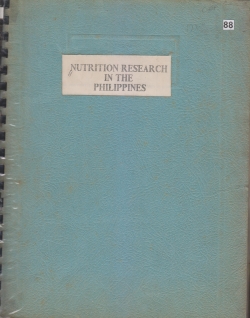 88
NUTRITION RESEARCH
IN THE
PHILIPPINES